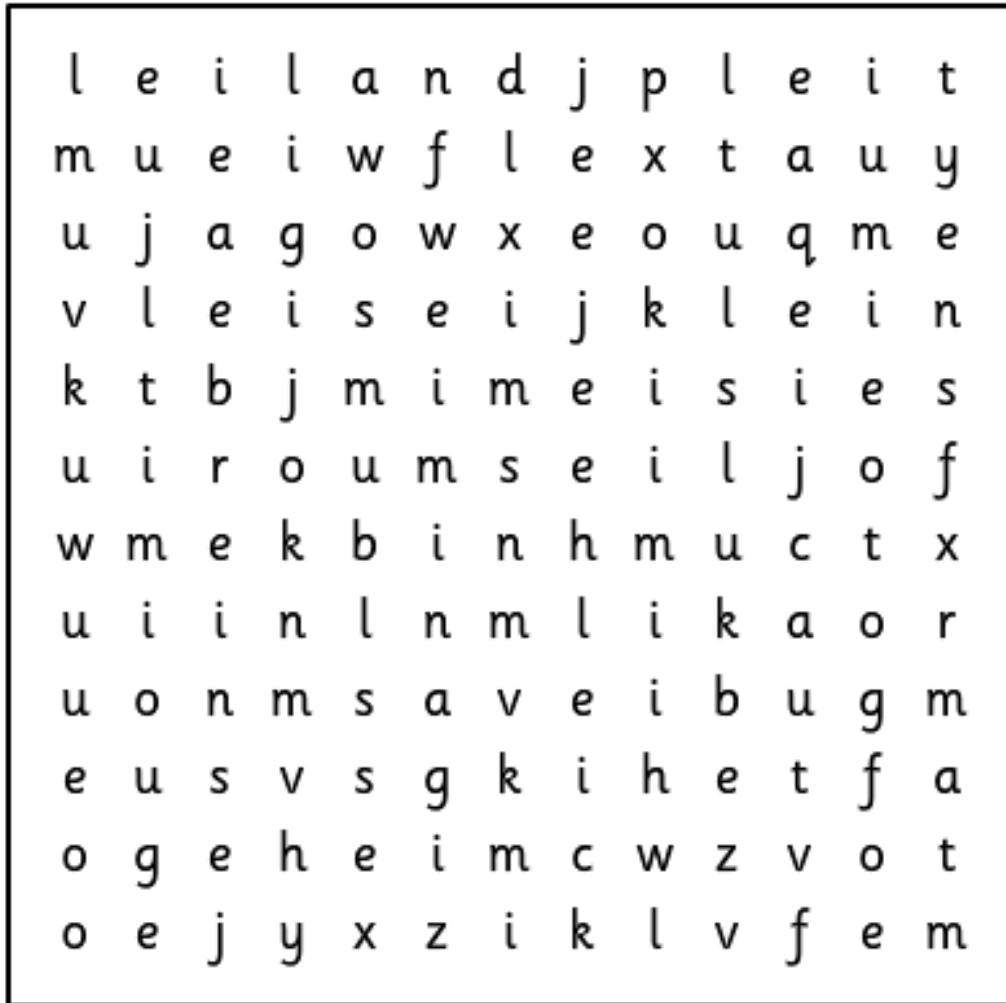 l e i l a n d j p l e i t
m u e i w f l e x t a u y
u j a g o w x e o u q m e
v l e i s e i j k l e i n
k t b j m i m e i s i e s
u i r o u m s e i l j o f
w m e k b i n h m u c t x
u i i n l n m l i k a o r
u o n m s a v e i b u g m
e u s v s g k i h e t f a
o g e h e i m c w z v o t
o e j y x z i k l v f e m